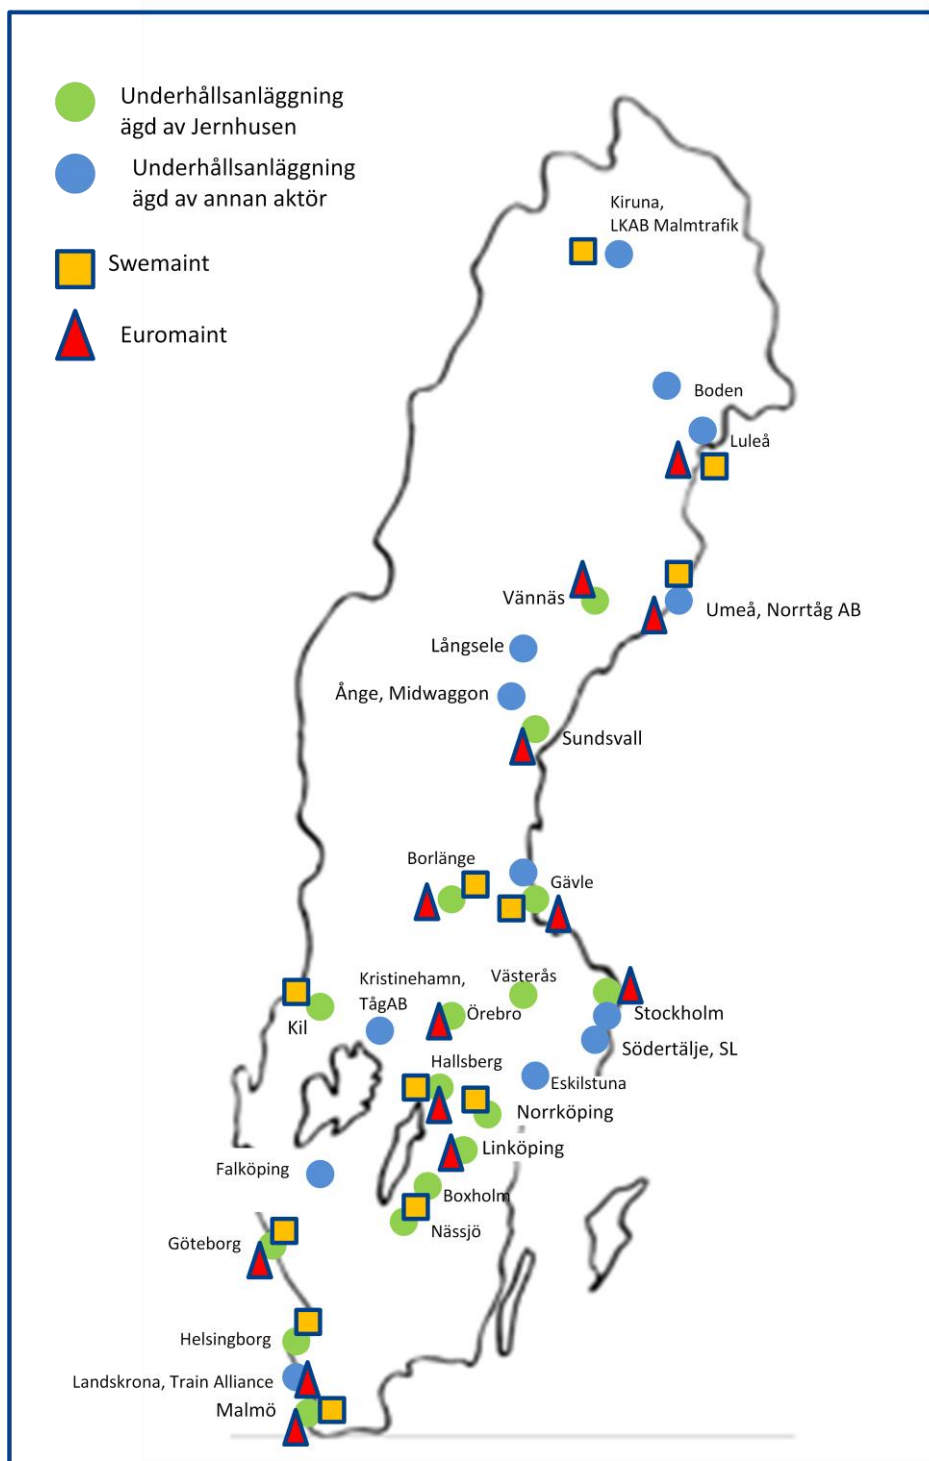 Underhållsanläggning
ägd av Jernhusen
Underhållsanläggning
ägd av annan aktör
Swemaint
Euromaint
Kiruna,
LKAB Malmtrafik
Boden
Luleå
Vännäs
Umeå, Norrtåg AB
Långsele
Ånge, Midwaggon
Sundsvall
Borlänge
Gävle
Kristinehamn,
TågAB
Västerås
Örebro
Stockholm
Kil
Södertälje, SL
Hallsberg
Eskilstuna
Norrköping
Linköping
Falköping
Boxholm
Nässjö
Göteborg
Helsingborg
Landskrona, Train Alliance
Malmö